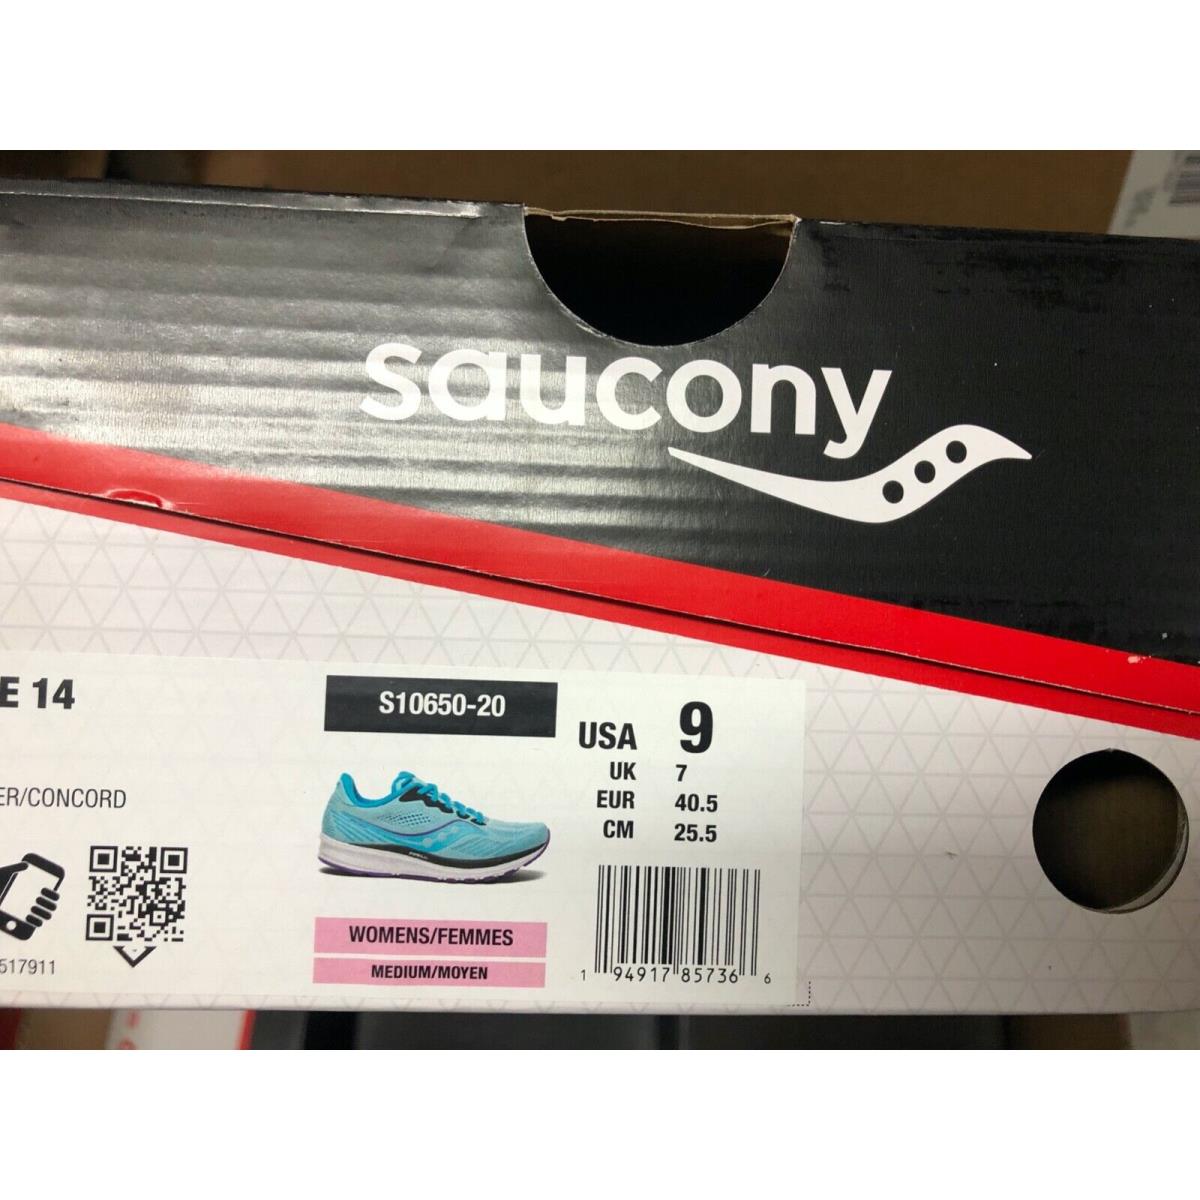 saucony
E 14
S10650-20
USA 9
UK 7
EUR 40.5
CM 25.5
ER/CONCORD
517911
WOMENS/FEMMES
MEDIUM/MOYEN
1 94917 85736 6